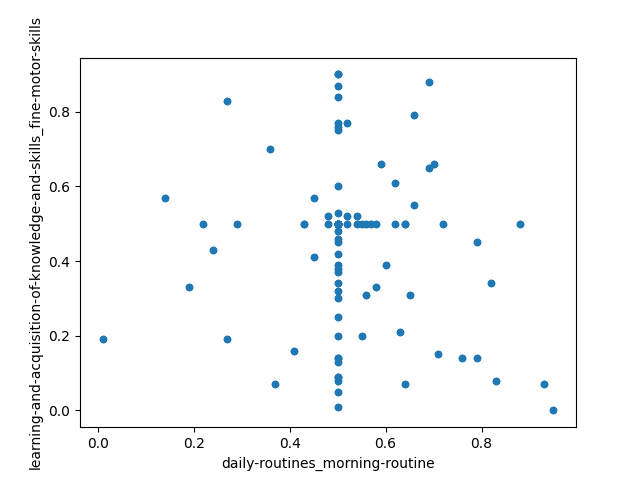 learning-and-acquisition-of-knowledge-and-skills_fine-motor-skills
0.8
0.6
0.4
0.2
0.0
0.0 0.2 0.4 0.6 0.8
daily-routines_morning-routine